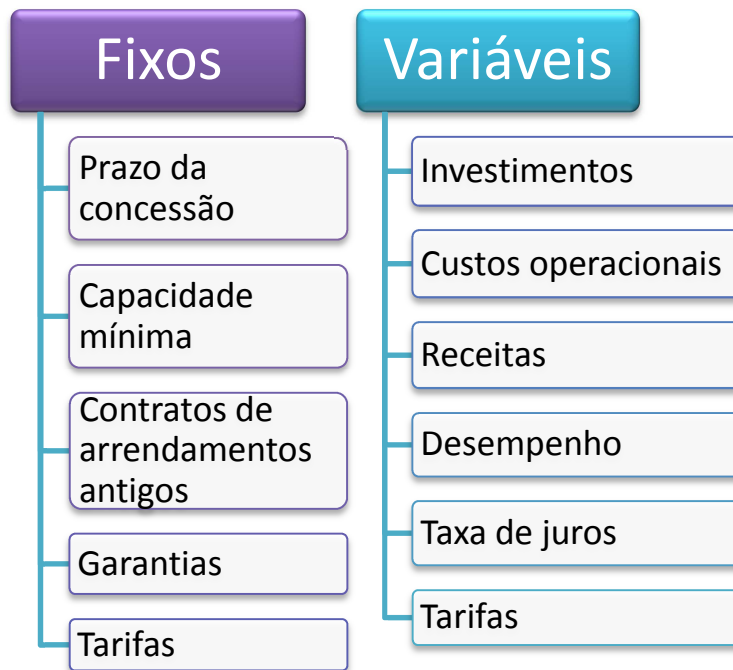 Fixos
Prazo da
concessão
Capacidade
mínima
Contratos de
arrendamentos
antigos
Garantias
Tarifas
Variáveis
Investimentos
Custos operacionais
Receitas
Desempenho
Taxa de juros
Tarifas